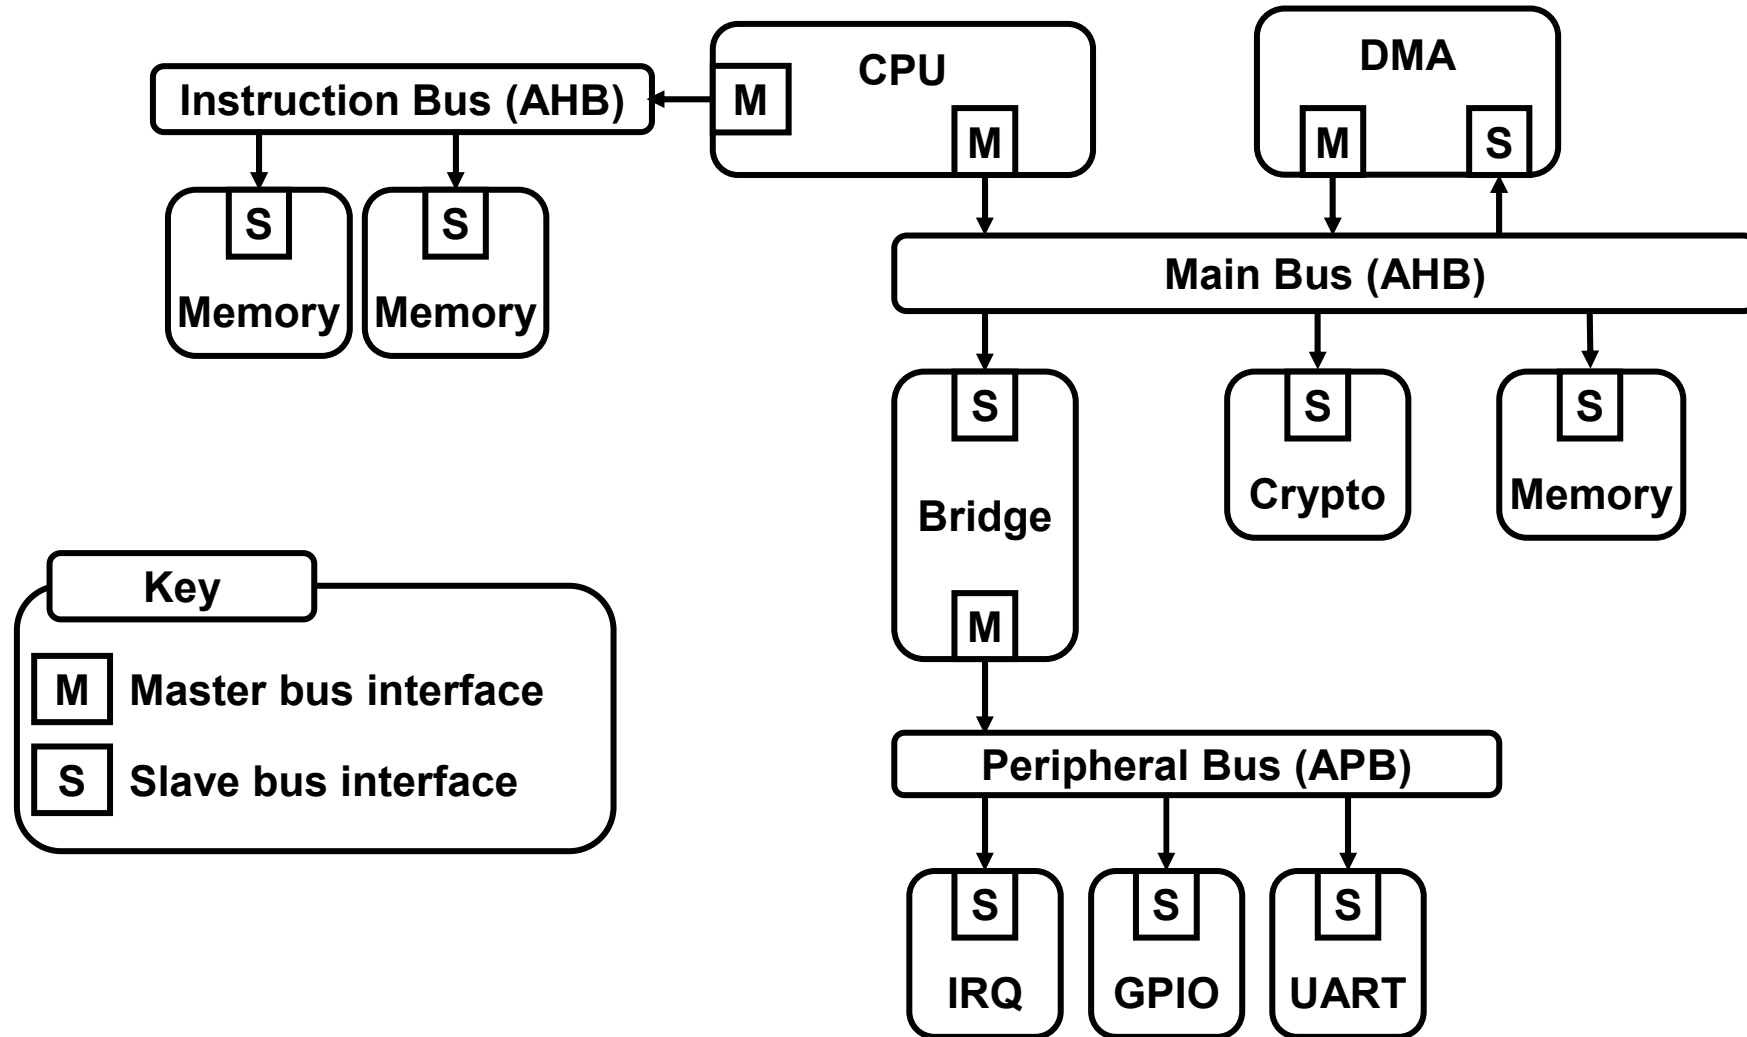 CPU
DMA
Instruction Bus (AHB)
M
M
M
S
S
S
Memory
Memory
Main Bus (AHB)
S
S
S
Bridge
Crypto
Memory
M
Key
M Master bus interface
S Slave bus interface
Peripheral Bus (APB)
S
S
S
IRQ
GPIO
UART